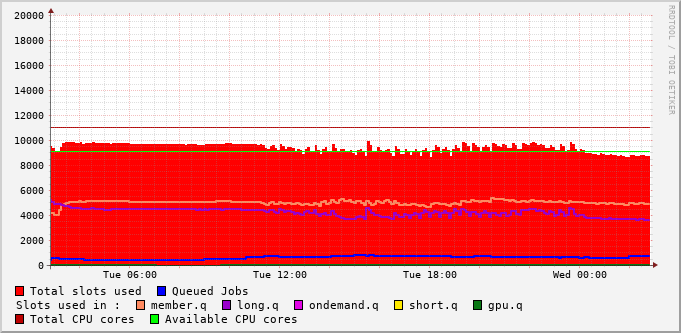 RRDTOOL / TOBI OETIKER
20000
18000
16000
14000
12000
10000
8000
6000
4000
2000
0
Tue 06:00 Tue 12:00 Tue 18:00 Wed 00:00
Total slots used Queued Jobs
Slots used in : member.q long.q ondemand.q short.q gpu.q
Total CPU cores Available CPU cores